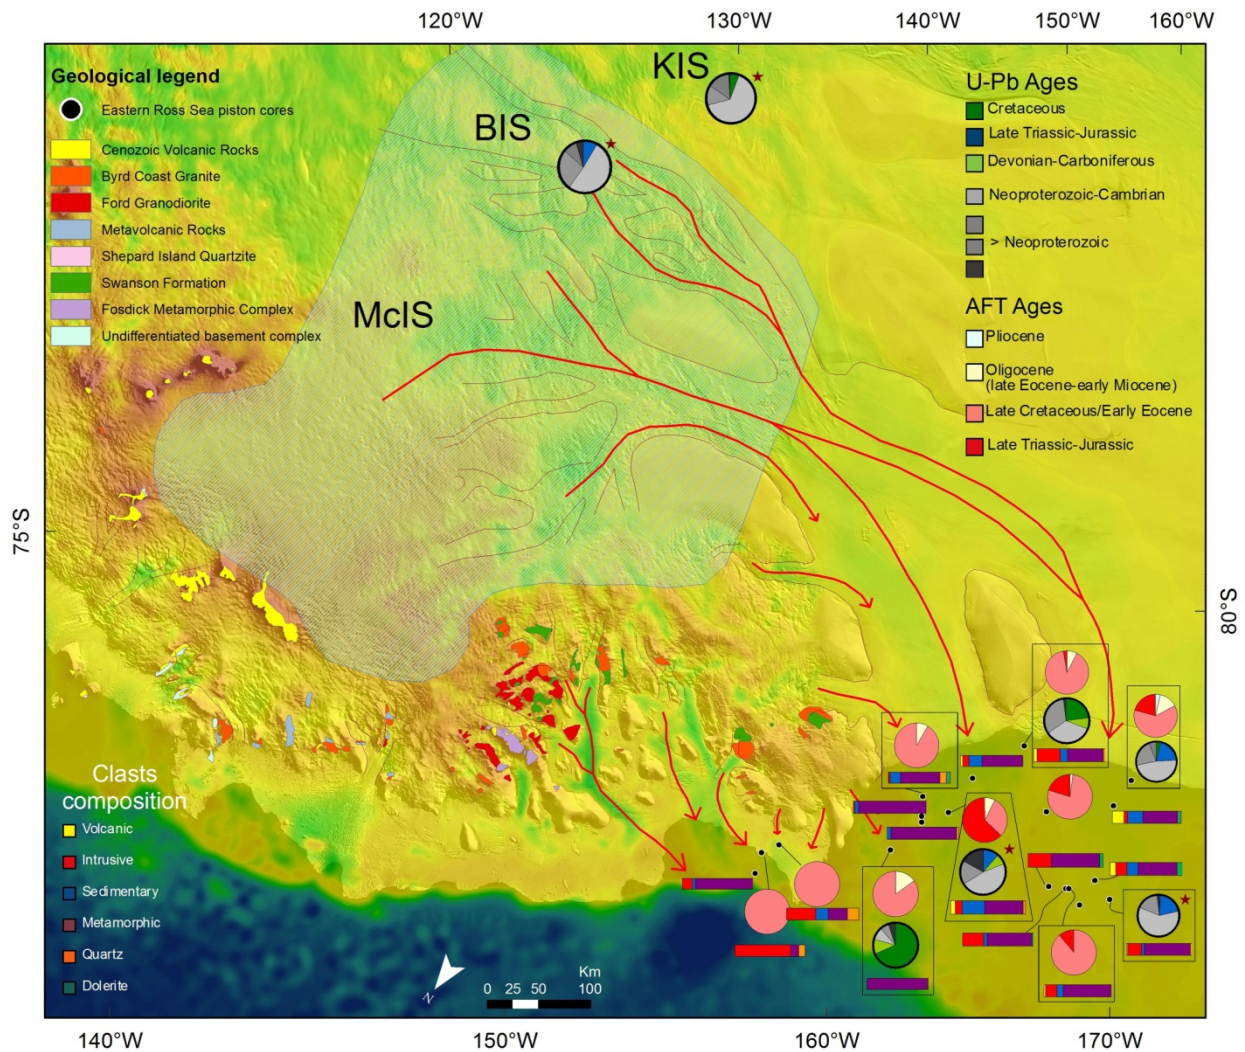 120°W
130°W
140°W
150°W
160°W
Geological legend
Eastern Ross Sea piston cores
Cenozoic Volcanic Rocks
Byrd Coast Granite
Ford Granodiorite
Metavolcanic Rocks
Shepard Island Quartzite
Swanson Formation
Fosdick Metamorphic Complex
Undifferentiated basement complex
KIS
BIS
McIS
U-Pb Ages
Cretaceous
Late Triassic-Jurassic
Devonian-Carboniferous
Neoproterozoic-Cambrian
> Neoproterozoic
AFT Ages
Pliocene
Oligocene
(late Eocene-early Miocene)
Late Cretaceous/Early Eocene
Late Triassic-Jurassic
75°S
80°S
Clasts
composition
Volcanic
Intrusive
Sedimentary
Metamorphic
Quartz
Dolerite
N
Km
0 25 50 100
140°W
150°W
160°W
170°W